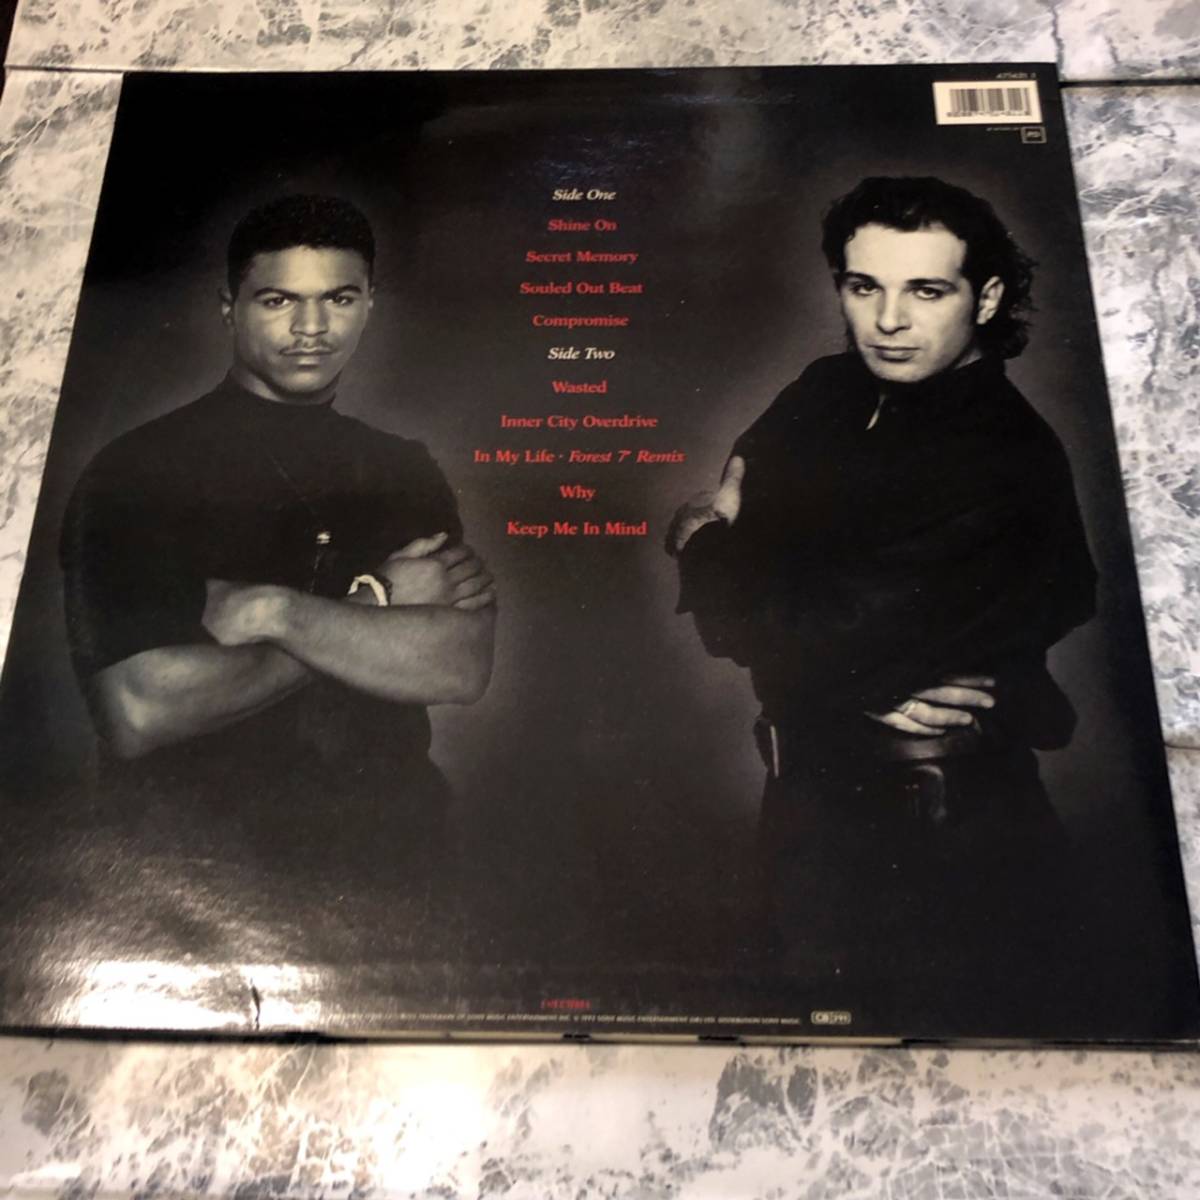 Side One
Shine On
Secret Memory
Souled Out Beat
Compromise
Side Two
Wasted
Inner City Overdrive
In My Life · Forest 7" Remix
Why
Keep Me In Mind